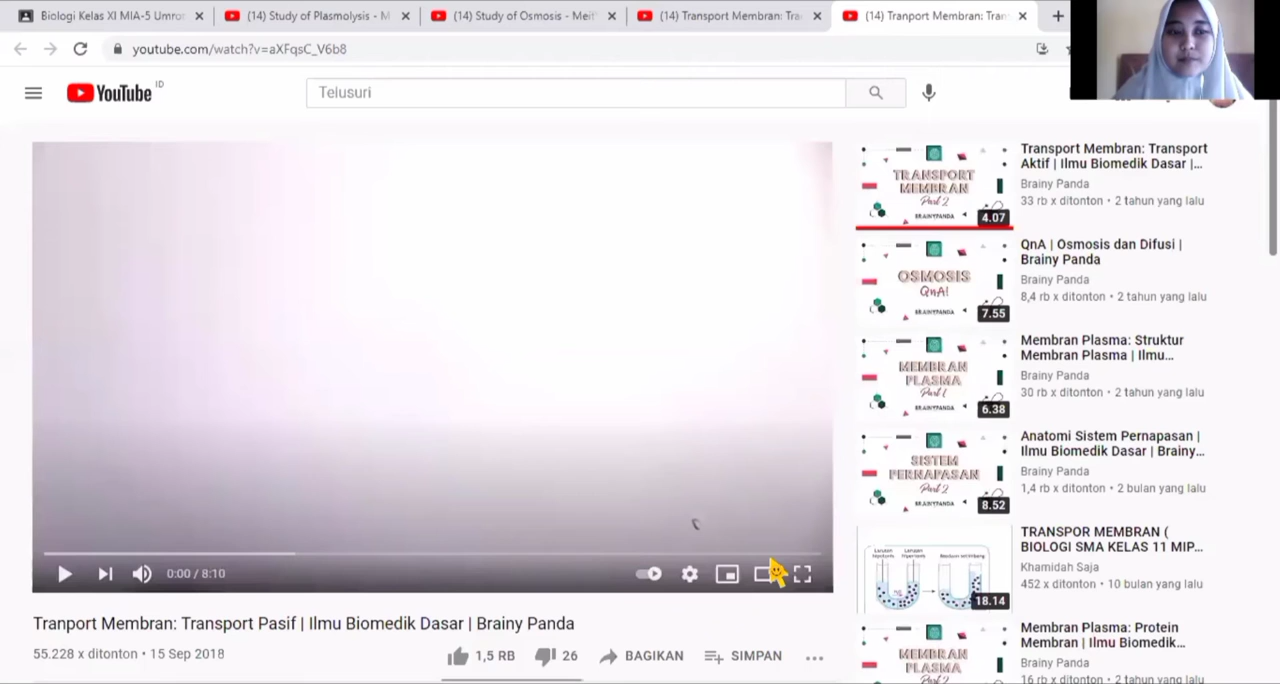 Biologi Kelas XI MIA-5 Umro
(14) Study of Plasmolysis - M
(14) Study of Osmosis - Meit
(14) Transport Membran: Tra
(14) Tranport Membran: Tran
youtube.com/watch?v=aXFqsC_V6b8
YouTube ID
Telusuri
0:00 / 8:10
Tranport Membran: Transport Pasif | Ilmu Biomedik Dasar | Brainy Panda
55.228 x ditonton • 15 Sep 2018
1,5 RB
26
BAGIKAN
SIMPAN
TRANSPORT
MEMBRAN
Part 2
BRAINYPANDA
4.07
Transport Membran: Transport
Aktif | Ilmu Biomedik Dasar |...
Brainy Panda
33 rb x ditonton • 2 tahun yang lalu
OSMOSIS
QnA!
BRAINYPANDA
7.55
QnA | Osmosis dan Difusi |
Brainy Panda
Brainy Panda
8,4 rb x ditonton • 2 tahun yang lalu
MEMBRAN
PLASMA
Part 1
BRAINYPANDA
6.38
Membran Plasma: Struktur
Membran Plasma | Ilmu...
Brainy Panda
30 rb x ditonton • 2 tahun yang lalu
SISTEM
PERNAPASAN
Part 2
BRAINYPANDA
8.52
Anatomi Sistem Pernapasan |
Ilmu Biomedik Dasar | Brainy...
Brainy Panda
1,4 rb x ditonton • 2 bulan yang lalu
18.14
TRANSPOR MEMBRAN (
BIOLOGI SMA KELAS 11 MIP...
Khamidah Saja
452 x ditonton • 10 bulan yang lalu
MEMBRAN
PLASMA
Membran Plasma: Protein
Membran | Ilmu Biomedik...
Brainy Panda
16 rb x ditonton • 2 tahun yang lalu